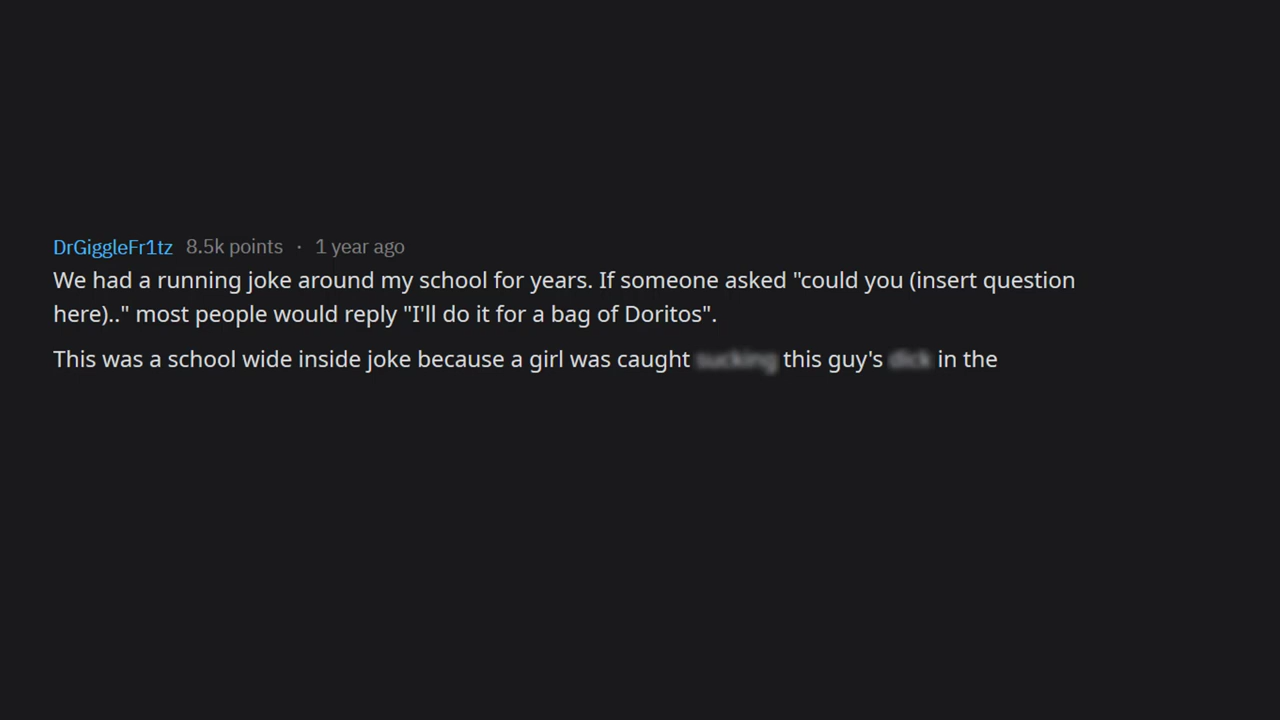 DrGiggleFr1tz 8.5k points · 1 year ago
We had a running joke around my school for years. If someone asked "could you (insert question
here).." most people would reply "I'll do it for a bag of Doritos".
This was a school wide inside joke because a girl was caught this guy's in the